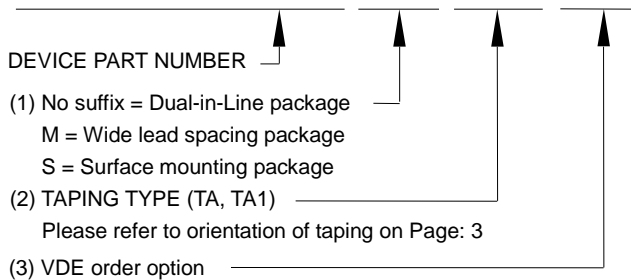 DEVICE PART NUMBER
(1) No suffix = Dual-in-Line package
M = Wide lead spacing package
S = Surface mounting package
(2) TAPING TYPE (TA, TA1)
Please refer to orientation of taping on Page: 3
(3) VDE order option